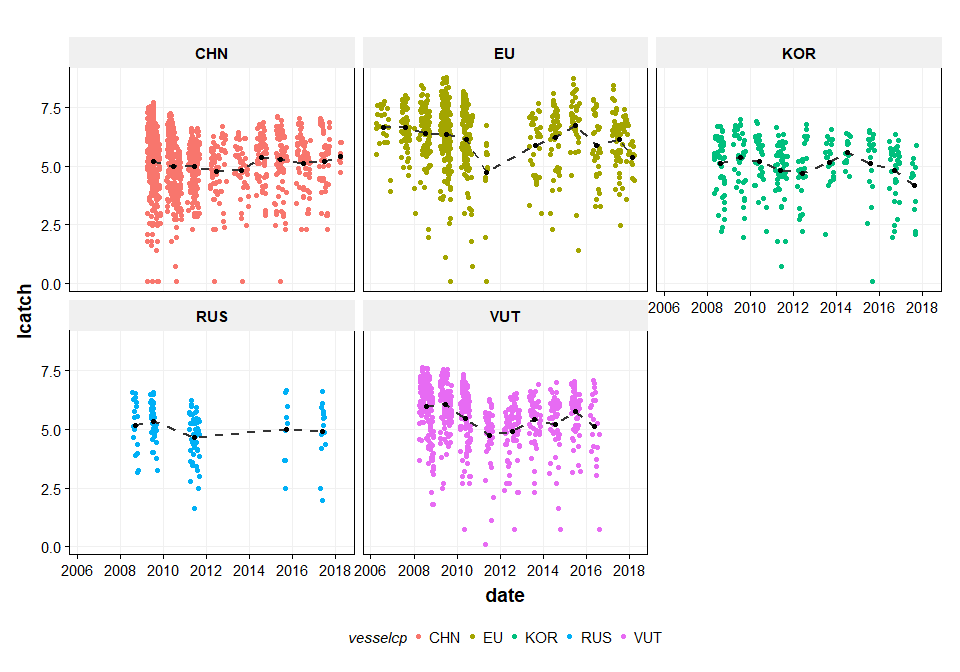 CHN EU KOR
7.5
5.0
2.5
0.0
2006 2008 2010 2012 2014 2016 2018
lcatch
RUS VUT
7.5
5.0
2.5
0.0
2006 2008 2010 2012 2014 2016 2018 2006 2008 2010 2012 2014 2016 2018
date
vesselcp CHN EU KOR RUS VUT